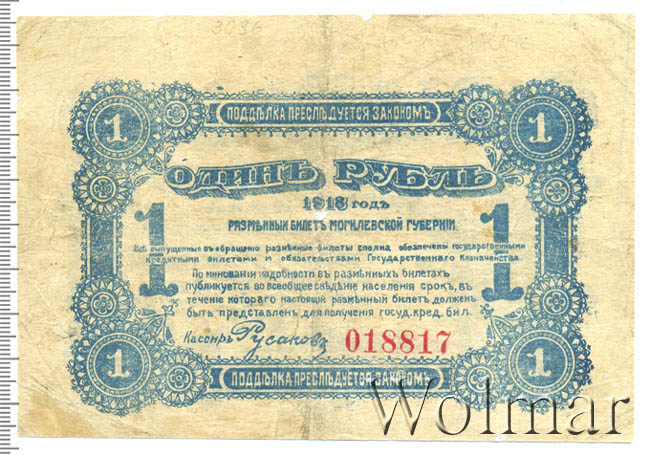 3096
ПОДДѢЛКА ПРЕСЛѢДУЕТСЯ ЗАКОНОМЪ
1 1
ОДИНЪ РУБЛЬ
1918 ГОДЪ
РАЗМѢННЫЙ БИЛЕТЪ МОГИЛЕВСКОЙ ГУБЕРНІИ
1 1
Всѣ выпущенные въ обращеніе размѣнные билеты сполна обезпечены государственными
кредитными билетами и обязательствами Государственнаго Казначейства.
По минованіи надобности въ размѣнныхъ билетахъ
публикуется во всеобщее свѣдѣніе населенія срокъ, въ
теченіе котораго настоящій размѣнный билетъ долженъ
быть представленъ для полученія госуд. кред. бил.
Кассиръ Русаковъ 018817
1 1
ПОДДѢЛКА ПРЕСЛѢДУЕТСЯ ЗАКОНОМЪ
Wolmar